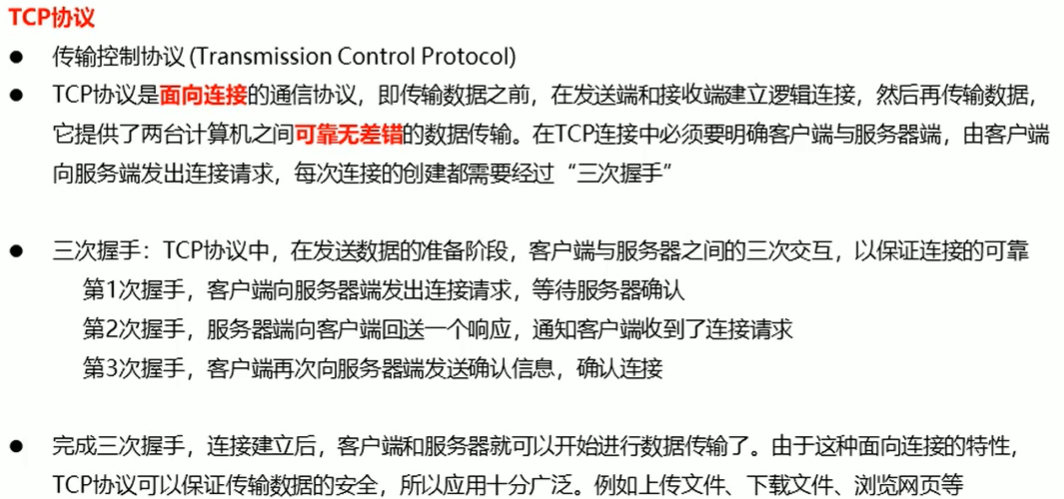 TCP协议
● 传输控制协议 (Transmission Control Protocol)
● TCP协议是面向连接的通信协议，即传输数据之前，在发送端和接收端建立逻辑连接，然后再传输数据，
它提供了两台计算机之间可靠无差错的数据传输。在TCP连接中必须要明确客户端与服务器端，由客户端
向服务端发出连接请求，每次连接的创建都需要经过“三次握手”
● 三次握手：TCP协议中，在发送数据的准备阶段，客户端与服务器之间的三次交互，以保证连接的可靠
第1次握手，客户端向服务器端发出连接请求，等待服务器确认
第2次握手，服务器端向客户端回送一个响应，通知客户端收到了连接请求
第3次握手，客户端再次向服务器端发送确认信息，确认连接
● 完成三次握手，连接建立后，客户端和服务器就可以开始进行数据传输了。由于这种面向连接的特性，
TCP协议可以保证传输数据的安全，所以应用十分广泛。例如上传文件、下载文件、浏览网页等